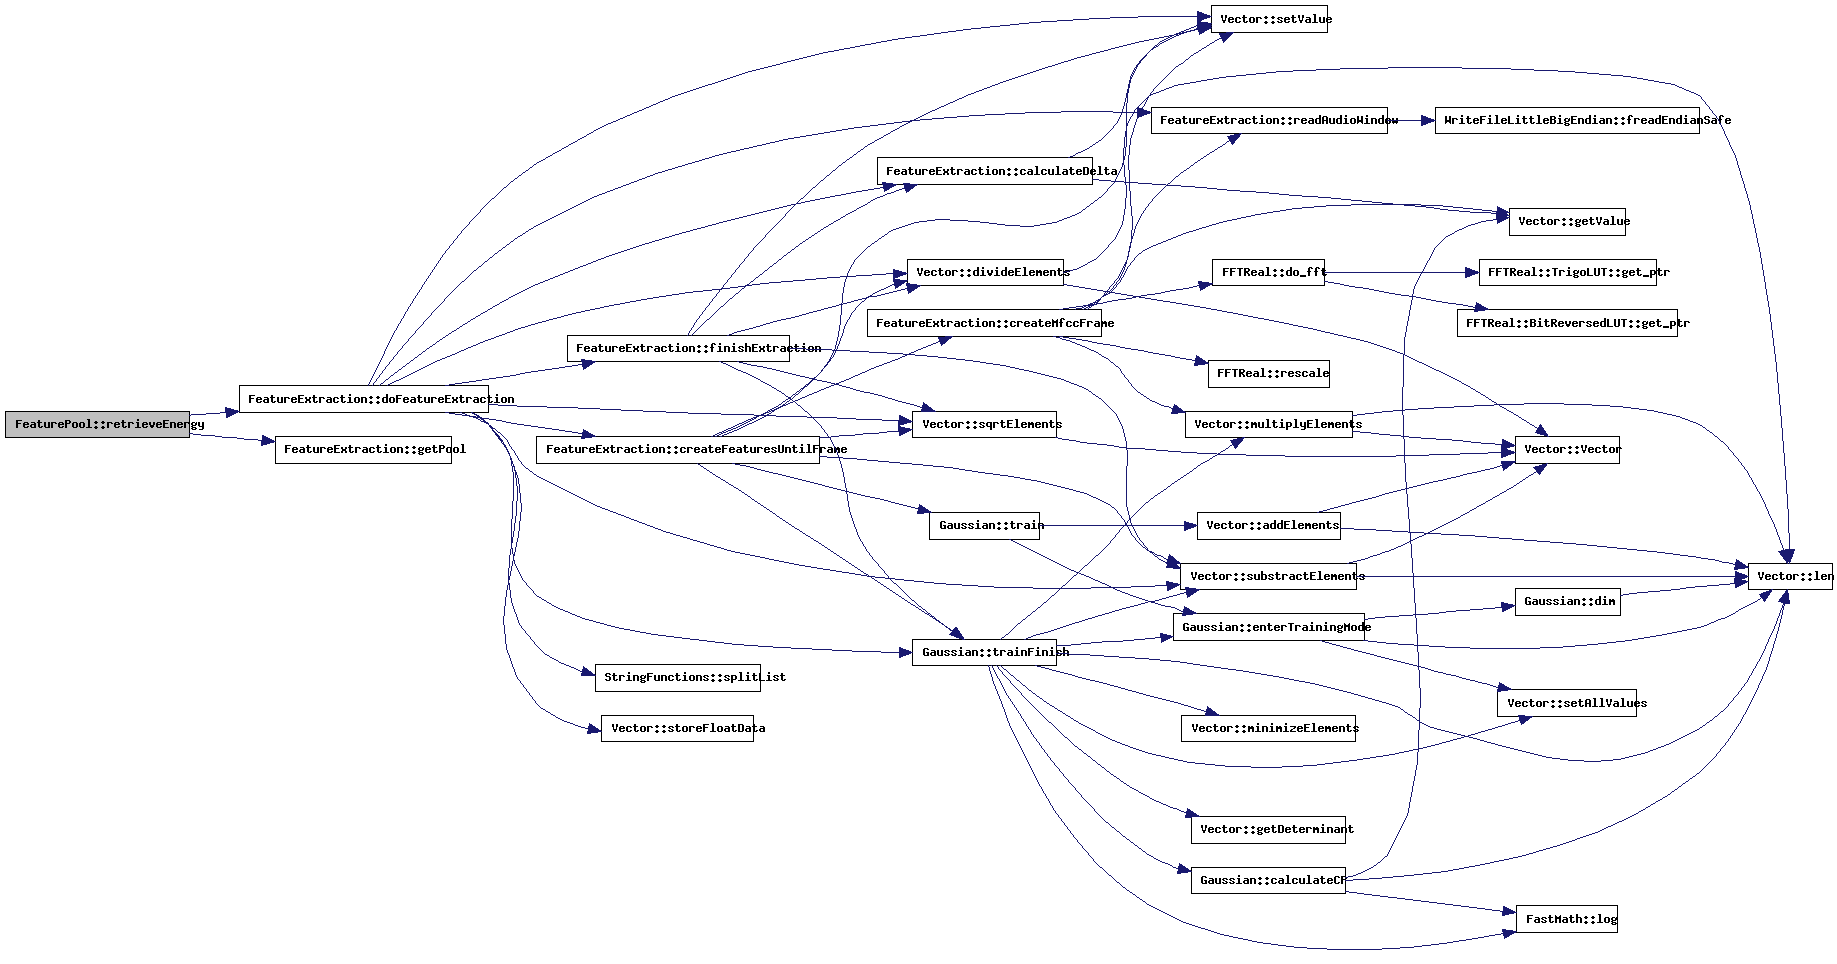 Vector::setValue
FeatureExtraction::readAudioWindow
WriteFileLittleBigEndian::freadEndianSafe
FeatureExtraction::calculateDelta
Vector::getValue
Vector::divideElements
FFTReal::do_fft
FFTReal::TrigoLUT::get_ptr
FeatureExtraction::createMfccFrame
FFTReal::BitReversedLUT::get_ptr
FeatureExtraction::finishExtraction
FFTReal::rescale
FeatureExtraction::doFeatureExtraction
FeaturePool::retrieveEnergy
Vector::sqrtElements
Vector::multiplyElements
FeatureExtraction::getPool
FeatureExtraction::createFeaturesUntilFrame
Vector::Vector
Gaussian::train
Vector::addElements
Vector::substractElements
Vector::len
Gaussian::dim
Gaussian::enterTrainingMode
Gaussian::trainFinish
StringFunctions::splitList
Vector::setAllValues
Vector::storeFloatData
Vector::minimizeElements
Vector::getDeterminant
Gaussian::calculateCP
FastMath::log